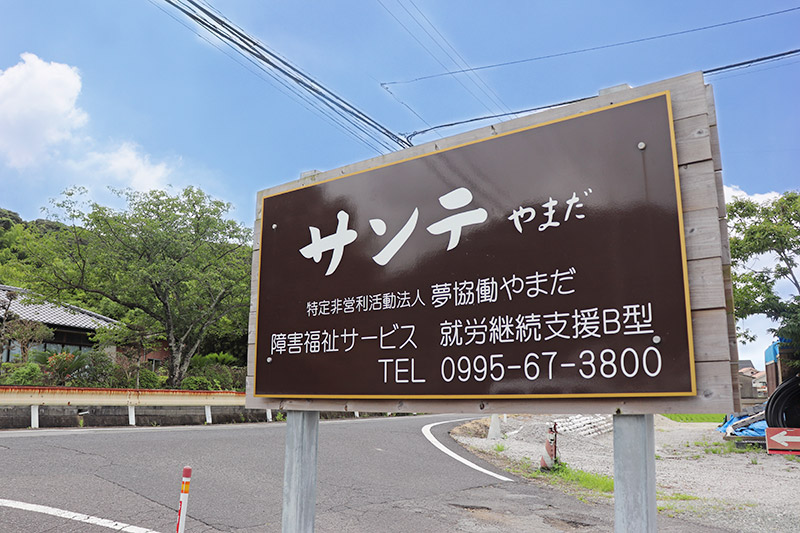 サンテ やまだ
特定非営利活動法人 夢協働やまだ
障害福祉サービス 就労継続支援B型
TEL 0995-67-3800